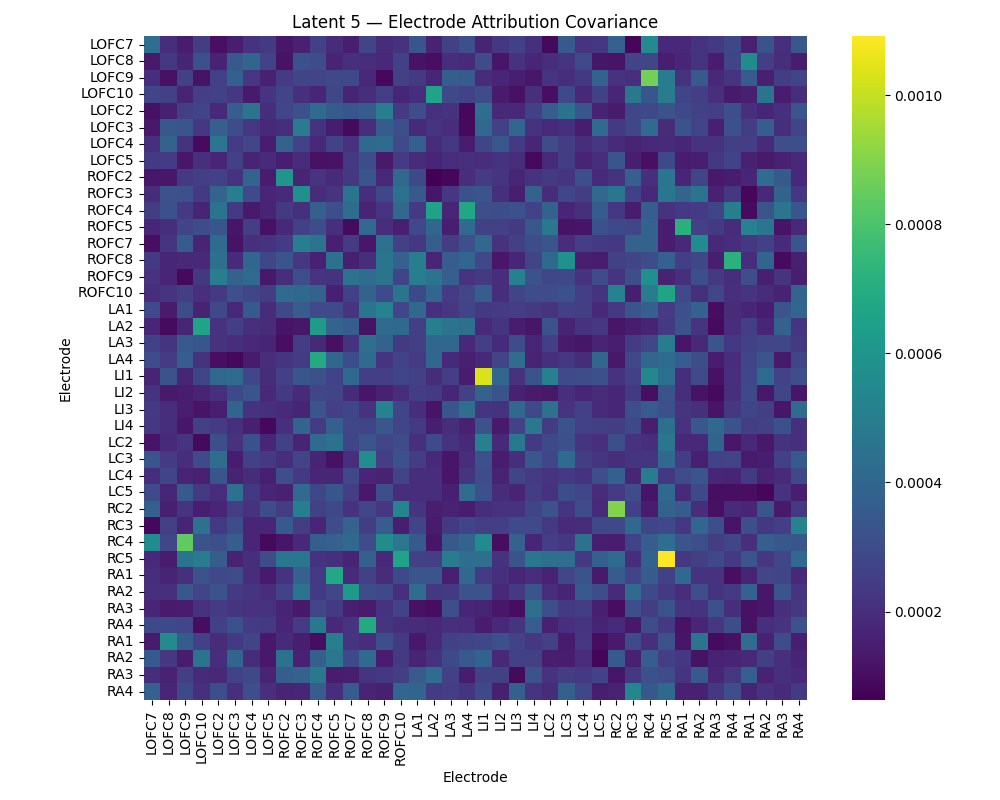 Latent 5 — Electrode Attribution Covariance
LOFC7
LOFC8
LOFC9
LOFC10
LOFC2
LOFC3
LOFC4
LOFC5
ROFC2
ROFC3
ROFC4
ROFC5
ROFC7
ROFC8
ROFC9
ROFC10
LA1
LA2
LA3
LA4
LI1
LI2
LI3
LI4
LC2
LC3
LC4
LC5
RC2
RC3
RC4
RC5
RA1
RA2
RA3
RA4
RA1
RA2
RA3
RA4
Electrode
LOFC7
LOFC8
LOFC9
LOFC10
LOFC2
LOFC3
LOFC4
LOFC5
ROFC2
ROFC3
ROFC4
ROFC5
ROFC7
ROFC8
ROFC9
ROFC10
LA1
LA2
LA3
LA4
LI1
LI2
LI3
LI4
LC2
LC3
LC4
LC5
RC2
RC3
RC4
RC5
RA1
RA2
RA3
RA4
RA1
RA2
RA3
RA4
Electrode
0.0010
0.0008
0.0006
0.0004
0.0002